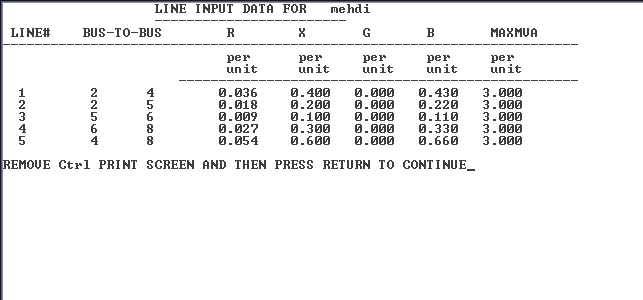 LINE INPUT DATA FOR mehdi
LINE# BUS-TO-BUS R X G B MAXMVA
per per per per
unit unit unit unit
1 2 4 0.036 0.400 0.000 0.430 3.000
2 2 5 0.018 0.200 0.000 0.220 3.000
3 5 6 0.009 0.100 0.000 0.110 3.000
4 6 8 0.027 0.300 0.000 0.330 3.000
5 4 8 0.054 0.600 0.000 0.660 3.000
REMOVE Ctrl PRINT SCREEN AND THEN PRESS RETURN TO CONTINUE_